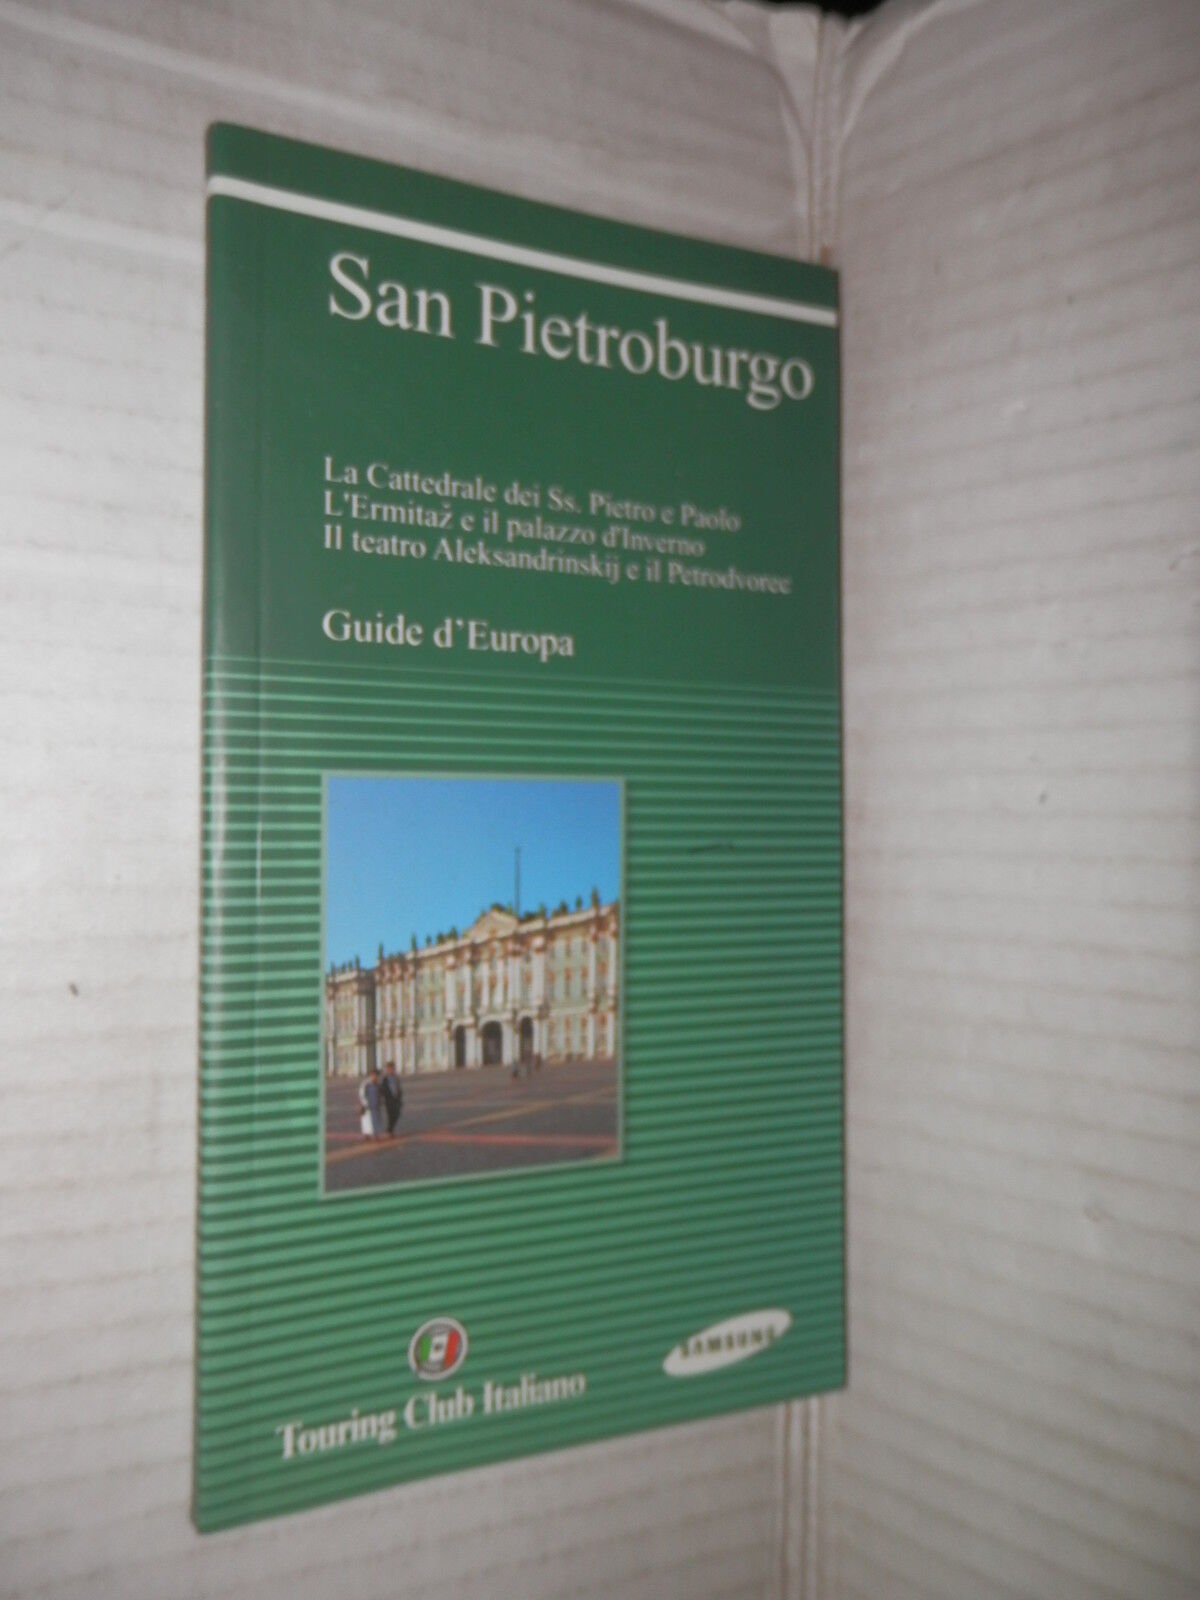 San Pietroburgo
La Cattedrale dei Ss. Pietro e Paolo
L'Ermitaž e il palazzo d'Inverno
Il teatro Aleksandrinskij e il Petrodvorec
Guide d'Europa
Touring Club Italiano
SAMSUNG